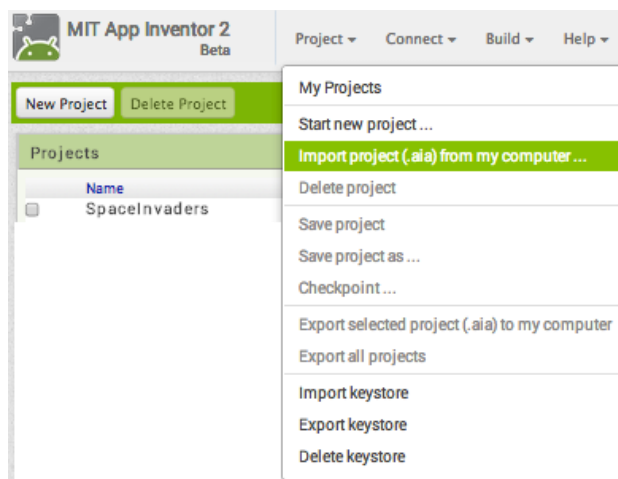 MIT App Inventor 2
Beta
Project Connect Build Help
New Project Delete Project
Projects
Name
SpaceInvaders
My Projects
Start new project ...
Import project (.aia) from my computer ...
Delete project
Save project
Save project as ...
Checkpoint ...
Export selected project (.aia) to my computer
Export all projects
Import keystore
Export keystore
Delete keystore